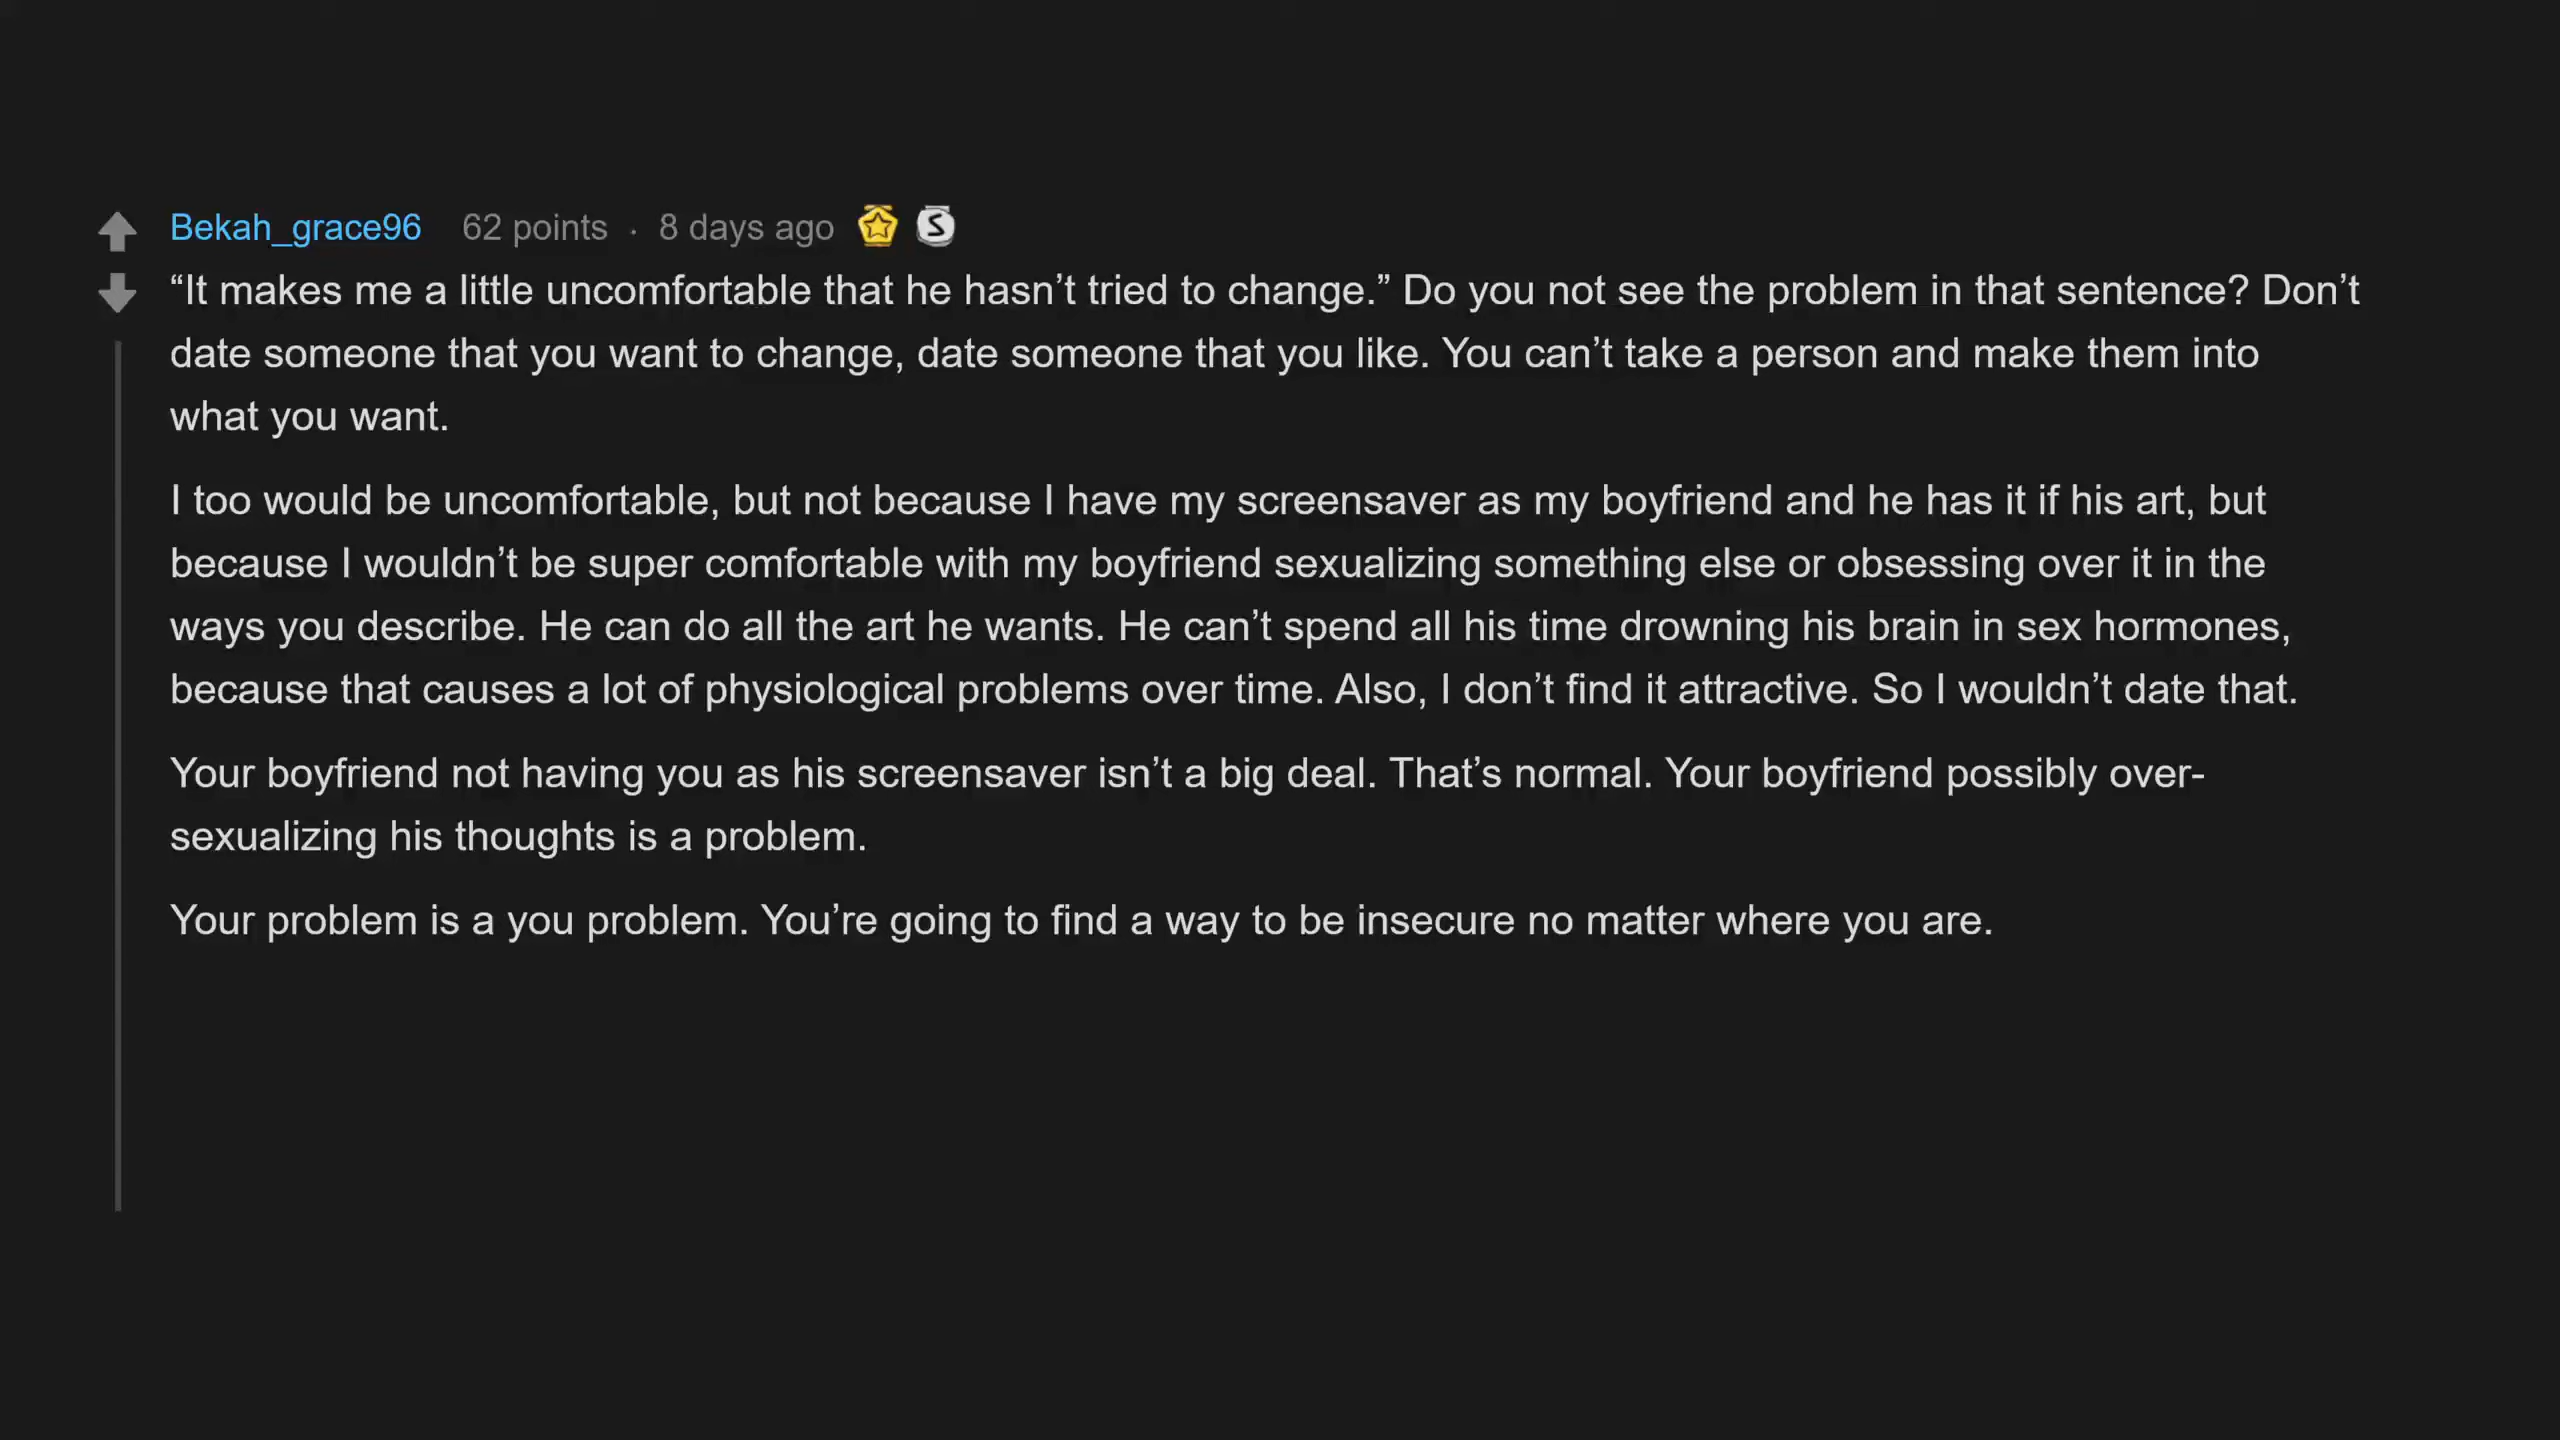 Bekah_grace96 62 points · 8 days ago S
“It makes me a little uncomfortable that he hasn’t tried to change.” Do you not see the problem in that sentence? Don’t
date someone that you want to change, date someone that you like. You can’t take a person and make them into
what you want.
I too would be uncomfortable, but not because I have my screensaver as my boyfriend and he has it if his art, but
because I wouldn’t be super comfortable with my boyfriend sexualizing something else or obsessing over it in the
ways you describe. He can do all the art he wants. He can’t spend all his time drowning his brain in sex hormones,
because that causes a lot of physiological problems over time. Also, I don’t find it attractive. So I wouldn’t date that.
Your boyfriend not having you as his screensaver isn’t a big deal. That’s normal. Your boyfriend possibly over-
sexualizing his thoughts is a problem.
Your problem is a you problem. You’re going to find a way to be insecure no matter where you are.